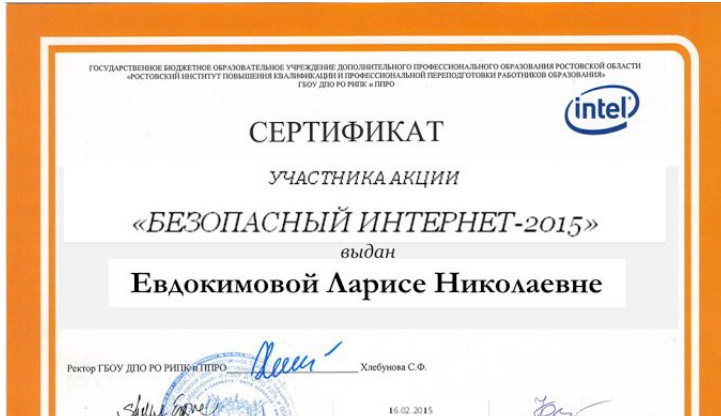 ГОСУДАРСТВЕННОЕ БЮДЖЕТНОЕ ОБРАЗОВАТЕЛЬНОЕ УЧРЕЖДЕНИЕ ДОПОЛНИТЕЛЬНОГО ПРОФЕССИОНАЛЬНОГО ОБРАЗОВАНИЯ РОСТОВСКОЙ ОБЛАСТИ
«РОСТОВСКИЙ ИНСТИТУТ ПОВЫШЕНИЯ КВАЛИФИКАЦИИ И ПРОФЕССИОНАЛЬНОЙ ПЕРЕПОДГОТОВКИ РАБОТНИКОВ ОБРАЗОВАНИЯ»
ГБОУ ДПО РО РИПК и ППРО
intel
СЕРТИФИКАТ
УЧАСТНИКА АКЦИИ
«БЕЗОПАСНЫЙ ИНТЕРНЕТ-2015»
выдан
Евдокимовой Ларисе Николаевне
Ректор ГБОУ ДПО РО РИПК и ППРО Хлебунова С.Ф.
16.02.2015